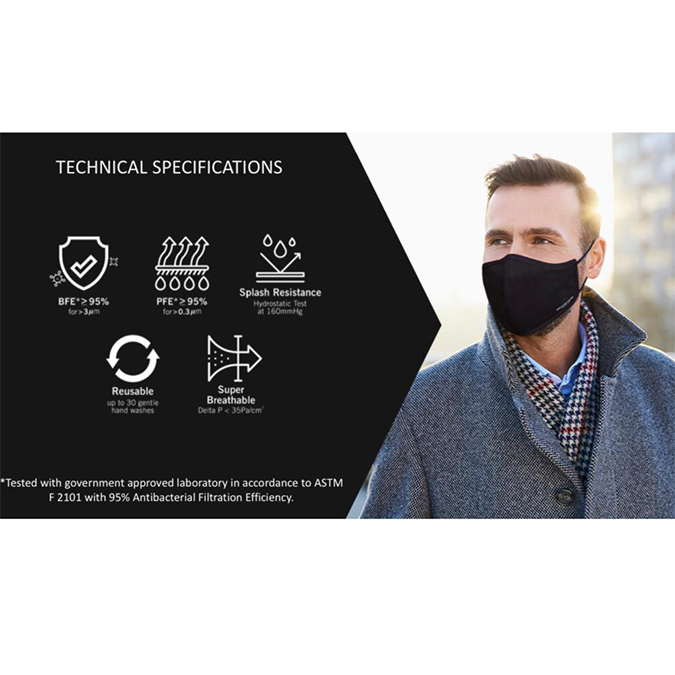 TECHNICAL SPECIFICATIONS
BFE*≥95%
for>3μm
PFE*≥95%
for>0.3μm
Splash Resistance
Hydrostatic Test
at 160mmHg
Reusable
up to 30 gentle
hand washes
Super
Breathable
Delta P < 35Pa/cm²
*Tested with government approved laboratory in accordance to ASTM
F 2101 with 95% Antibacterial Filtration Efficiency.